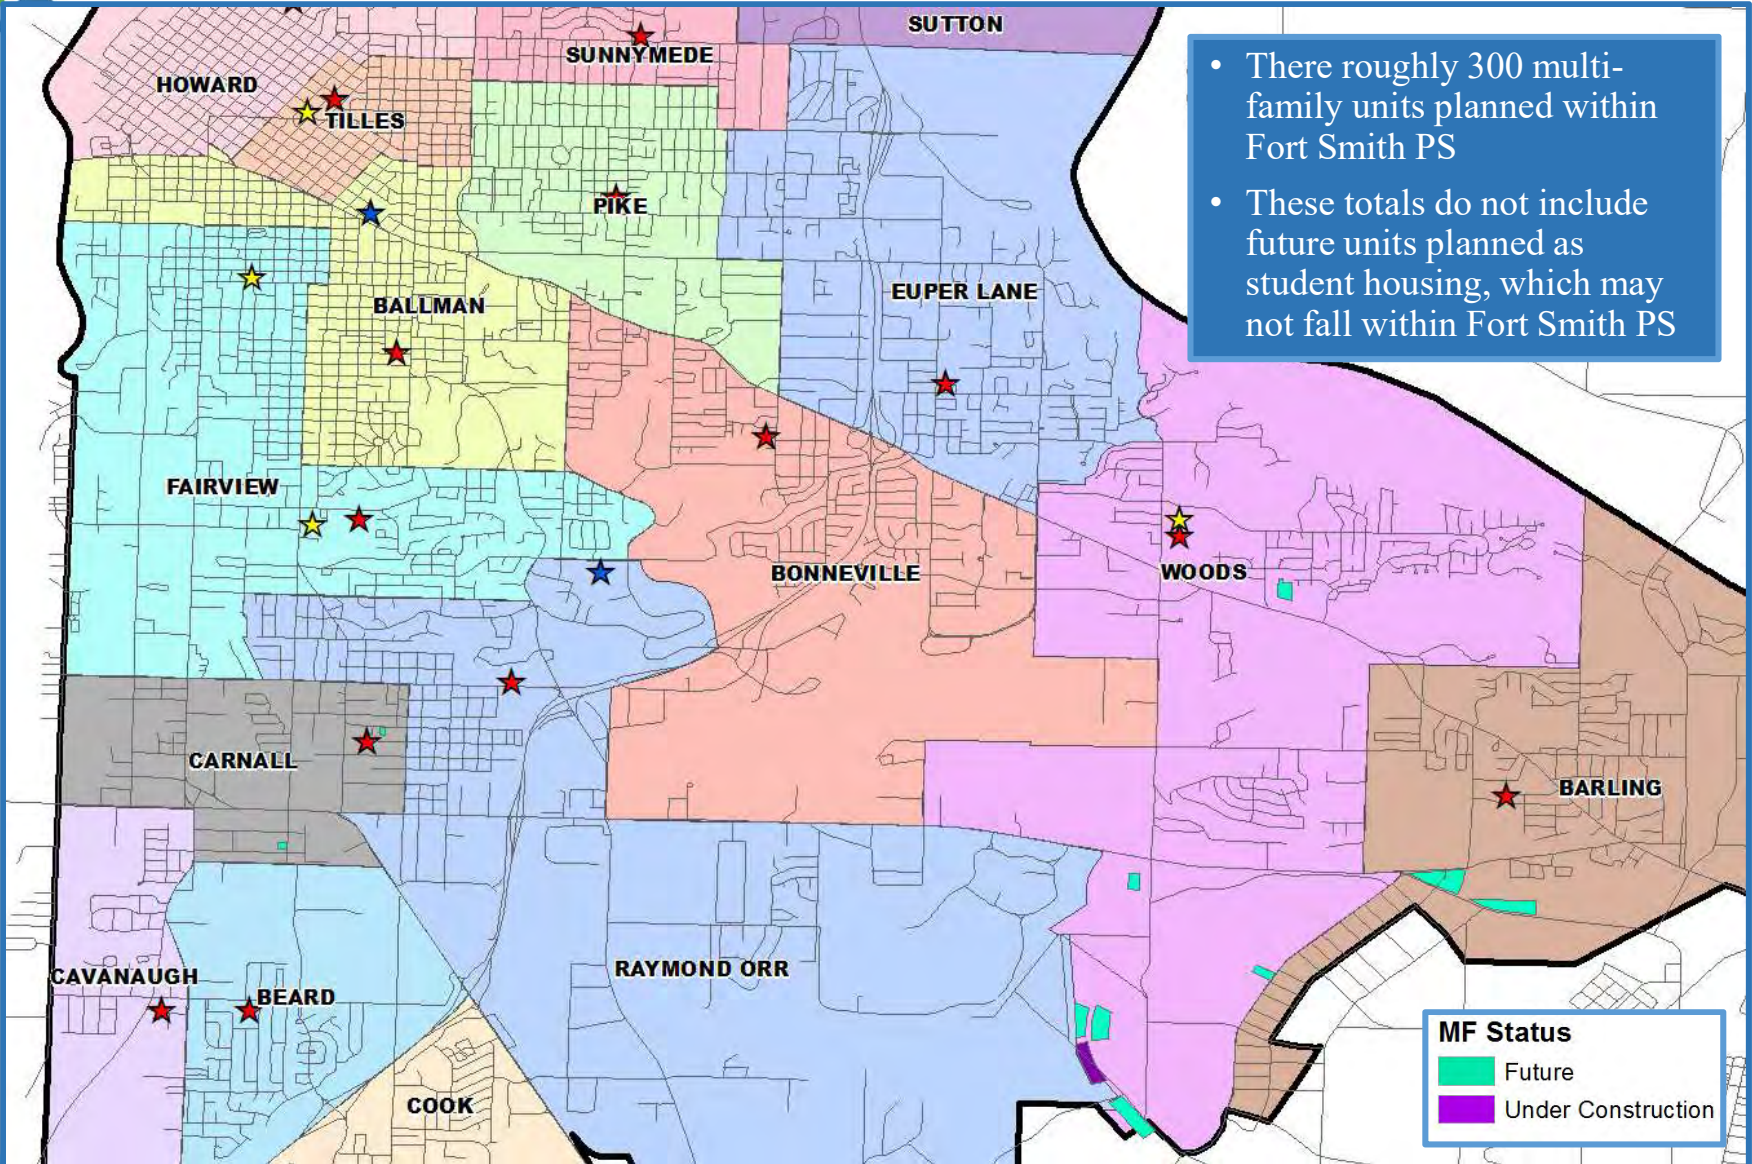 SUTTON
SUNNYMEDE
HOWARD
TILLES
PIKE
EUPER LANE
BALLMAN
FAIRVIEW
BONNEVILLE
WOODS
CARNALL
BARLING
CAVANAUGH
BEARD
RAYMOND ORR
COOK
• There roughly 300 multi-
family units planned within
Fort Smith PS
• These totals do not include
future units planned as
student housing, which may
not fall within Fort Smith PS
MF Status
Future
Under Construction